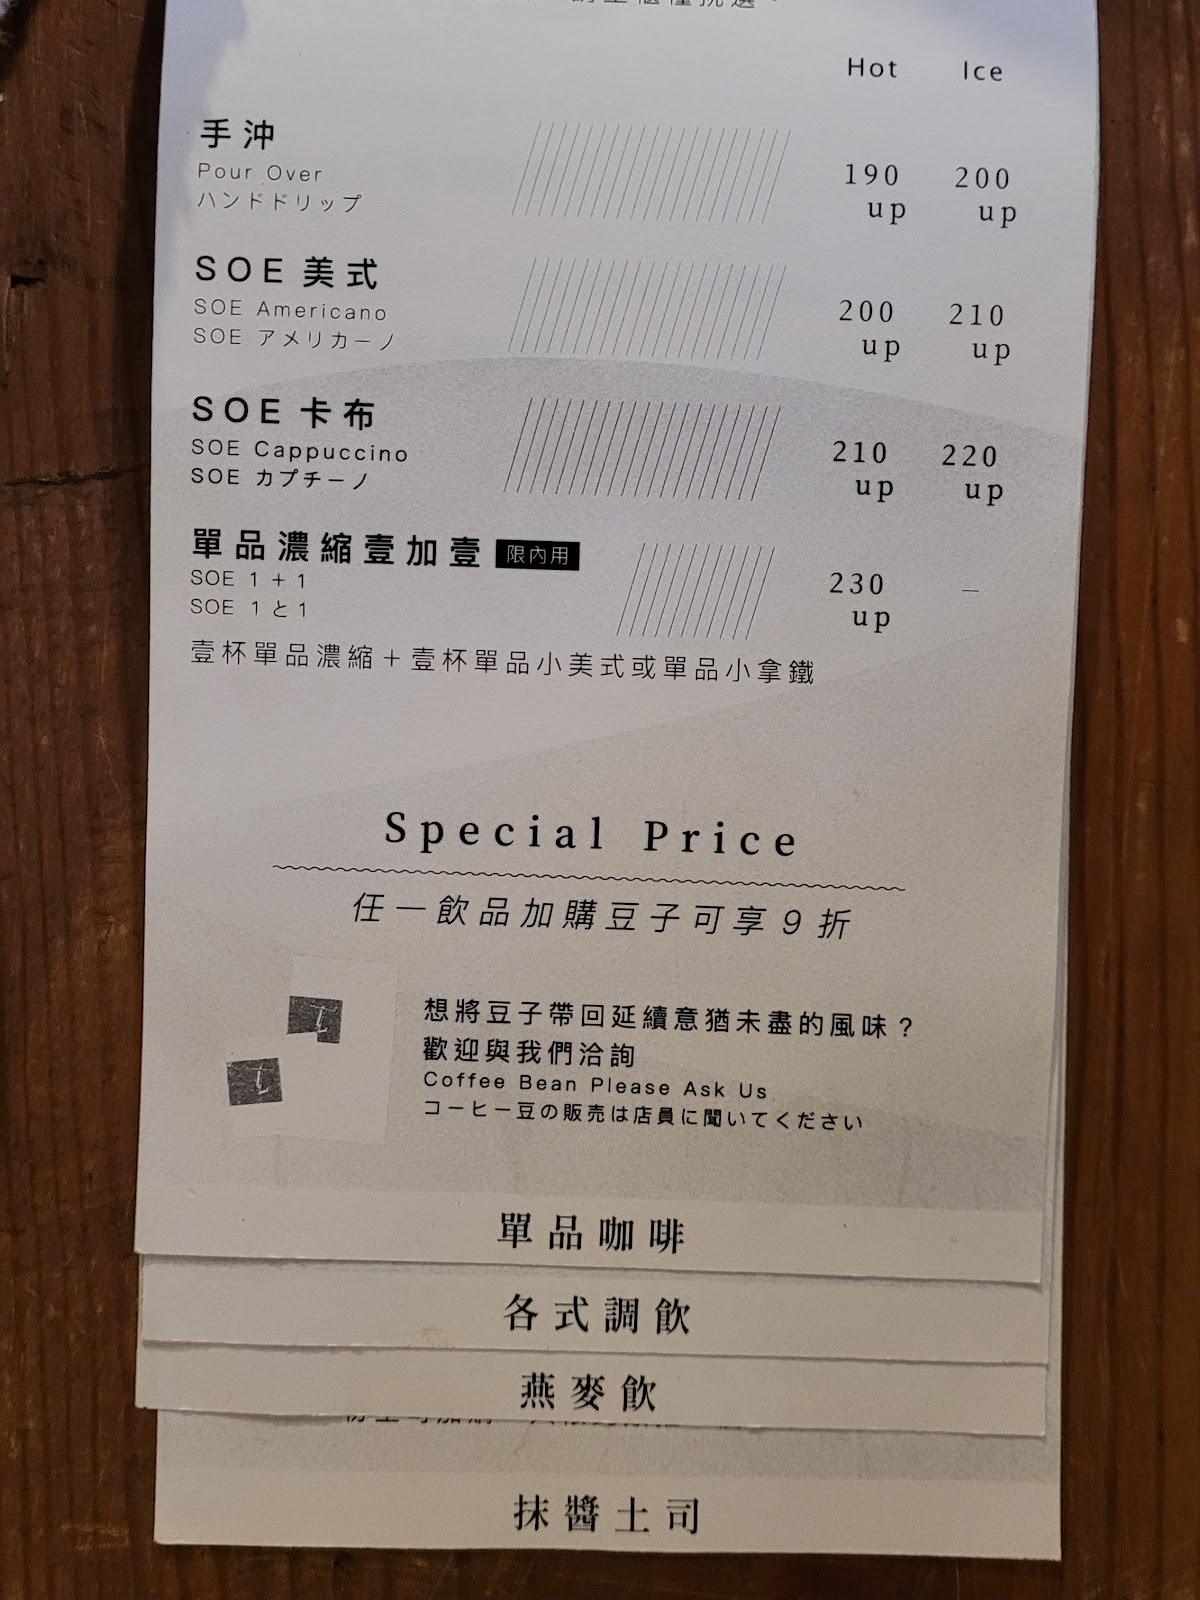 Hot Ice
手沖
Pour Over
ハンドドリップ
190 up 200 up
SOE 美式
SOE Americano
SOE アメリカーノ
200 up 210 up
SOE 卡布
SOE Cappuccino
SOE カプチーノ
210 up 220 up
單品濃縮壹加壹 限內用
SOE 1+1
SOE 1と1
230 up –
壹杯單品濃縮＋壹杯單品小美式或單品小拿鐵
Special Price
任一飲品加購豆子可享 9 折
想將豆子帶回延續意猶未盡的風味？
歡迎與我們洽詢
Coffee Bean Please Ask Us
コーヒー豆の販売は店員に聞いてください
單品咖啡
各式調飲
燕麥飲
抹醬土司